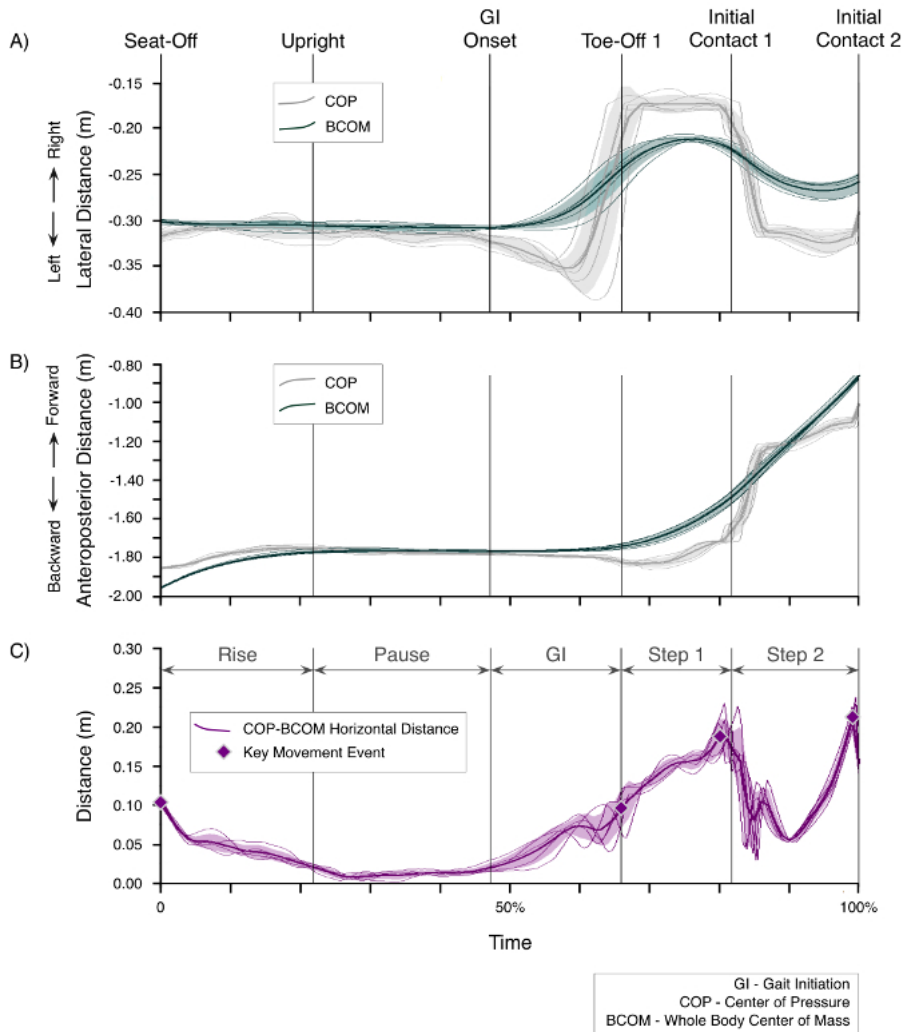 A)
Seat-Off
Upright
GI
Onset
Toe-Off 1
Initial
Contact 1
Initial
Contact 2
Left ← → Right
Lateral Distance (m)
-0.15
-0.20
-0.25
-0.30
-0.35
-0.40
COP
BCOM
B)
Backward ← → Forward
Anteroposterior Distance (m)
-0.80
-1.00
-1.20
-1.40
-1.60
-1.80
-2.00
COP
BCOM
C)
Distance (m)
0.30
0.25
0.20
0.15
0.10
0.05
0.00
Rise
Pause
GI
Step 1
Step 2
COP-BCOM Horizontal Distance
Key Movement Event
0
50%
100%
Time
GI - Gait Initiation
COP - Center of Pressure
BCOM - Whole Body Center of Mass